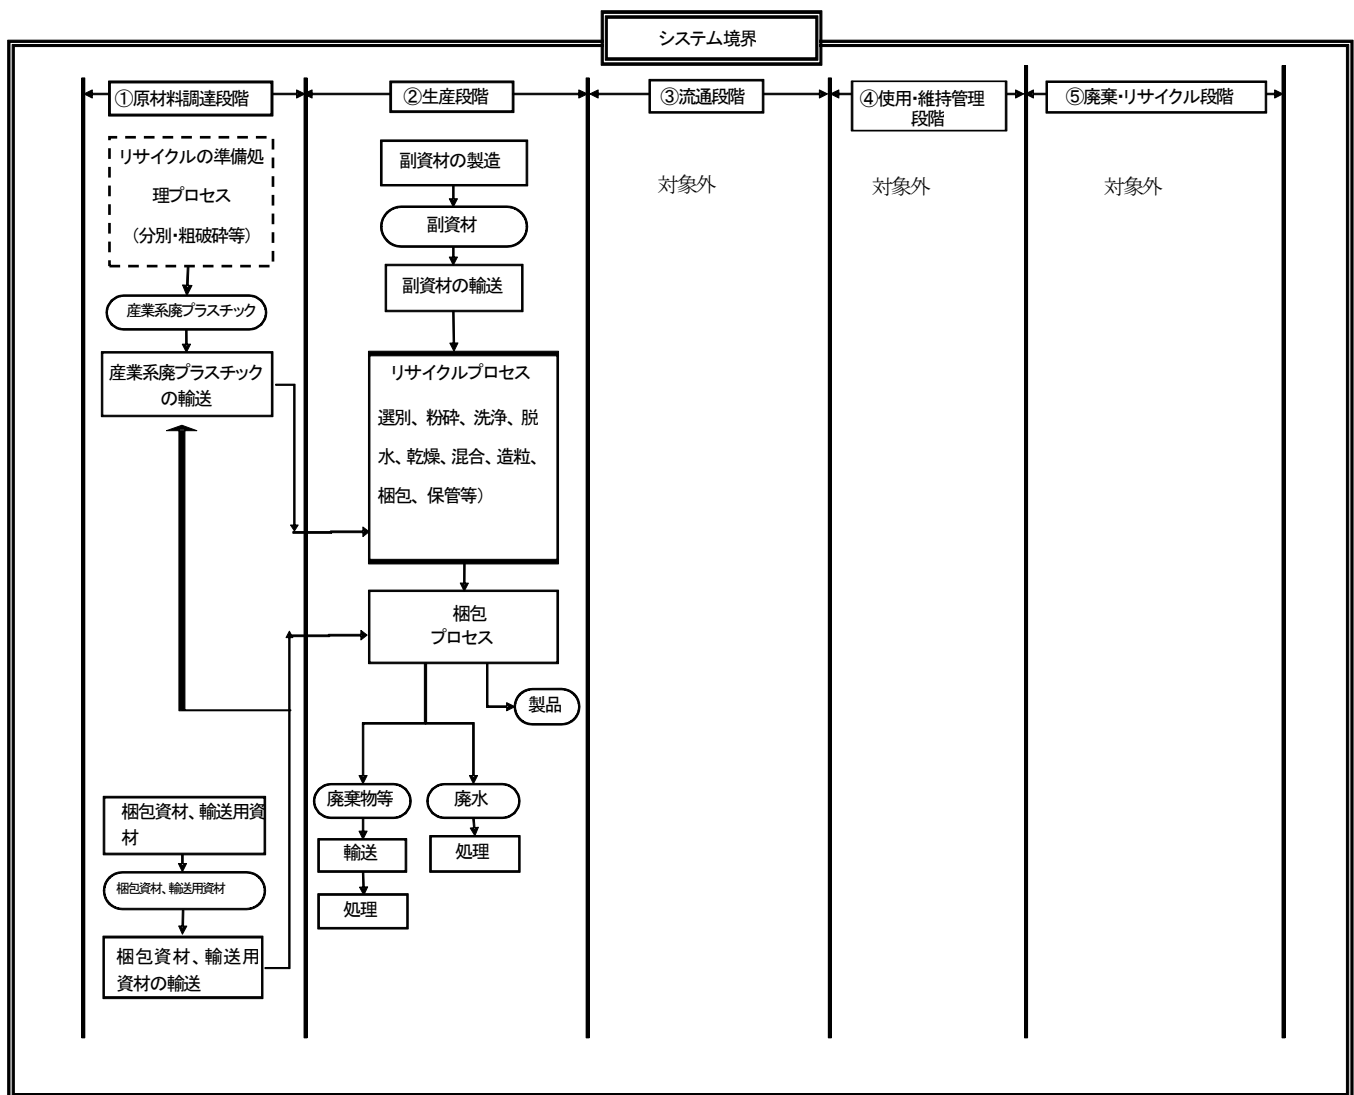 システム境界
①原材料調達段階
②生産段階
③流通段階
④使用・維持管理
段階
⑤廃棄・リサイクル段階
リサイクルの準備処
理プロセス
（分別・粗破砕等）
産業系廃プラスチック
産業系廃プラスチック
の輸送
梱包資材、輸送用資
材
梱包資材、輸送用資材
梱包資材、輸送用
資材の輸送
副資材の製造
副資材
副資材の輸送
リサイクルプロセス
選別、粉砕、洗浄、脱
水、乾燥、混合、造粒、
梱包、保管等）
梱包
プロセス
製品
廃棄物等
輸送
処理
廃水
処理
対象外
対象外
対象外